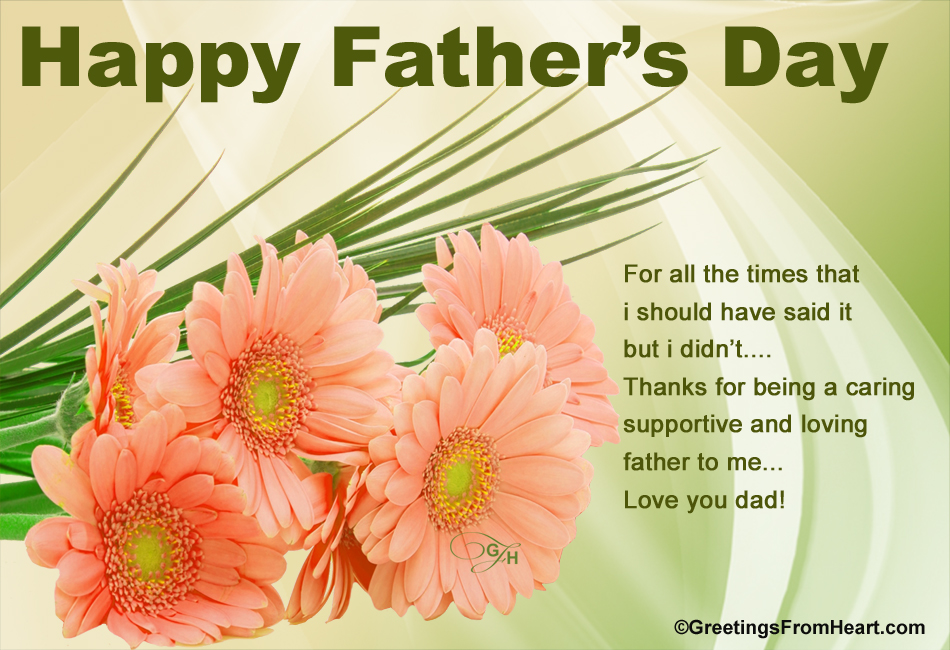 Happy Father’s Day
For all the times that
i should have said it
but i didn’t....
Thanks for being a caring
supportive and loving
father to me...
Love you dad!
GfH
©GreetingsFromHeart.com